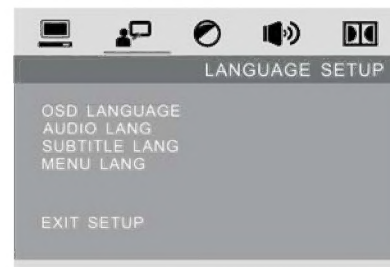 LANGUAGE SETUP
OSD LANGUAGE
AUDIO LANG
SUBTITLE LANG
MENU LANG
EXIT SETUP